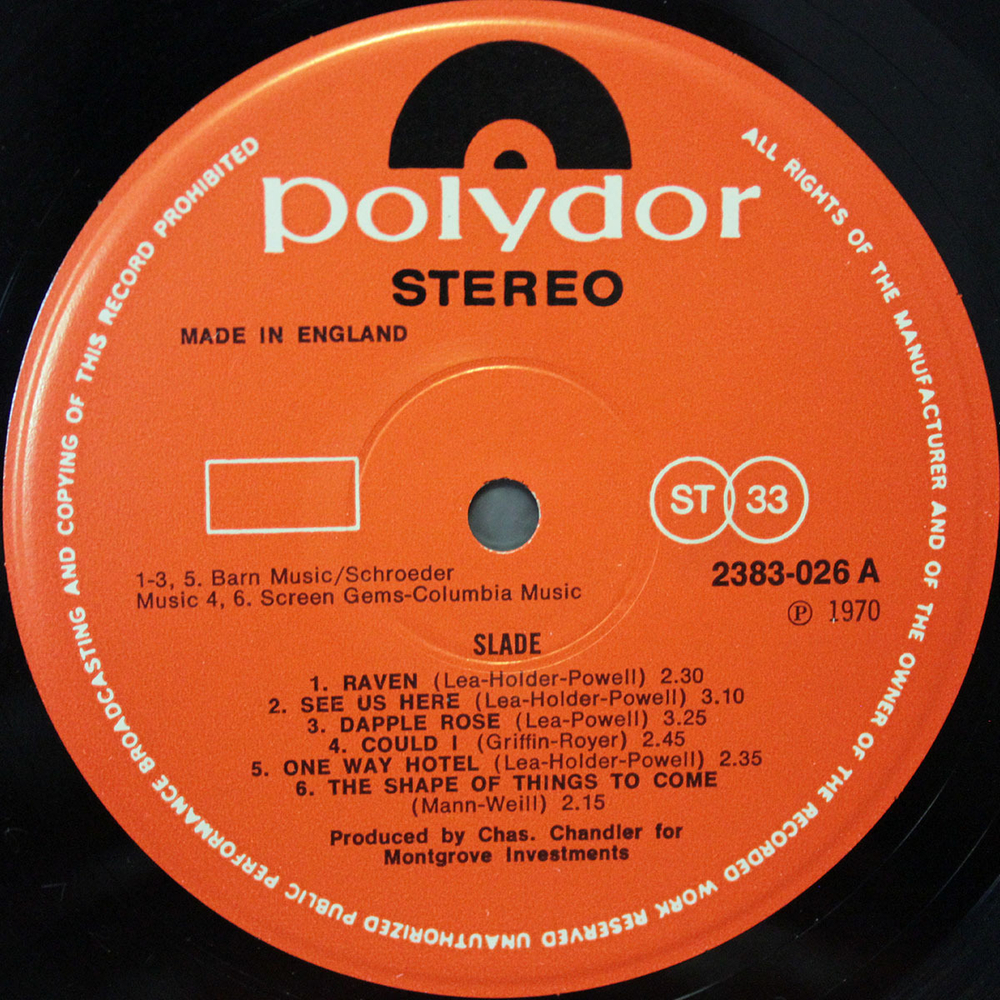 polydor
STEREO
MADE IN ENGLAND
ST 33
1-3, 5. Barn Music/Schroeder
Music 4, 6. Screen Gems-Columbia Music
2383-026 A
℗ 1970
SLADE
1. RAVEN (Lea-Holder-Powell) 2.30
2. SEE US HERE (Lea-Holder-Powell) 3.10
3. DAPPLE ROSE (Lea-Powell) 3.25
4. COULD I (Griffin-Royer) 2.45
5. ONE WAY HOTEL (Lea-Holder-Powell) 2.35
6. THE SHAPE OF THINGS TO COME
(Mann-Weill) 2.15
Produced by Chas. Chandler for
Montgrove Investments
ALL RIGHTS OF THE MANUFACTURER AND OF THE OWNER OF THE RECORDED WORK RESERVED UNAUTHORIZED PUBLIC PERFORMANCE BROADCASTING AND COPYING OF THIS RECORD PROHIBITED